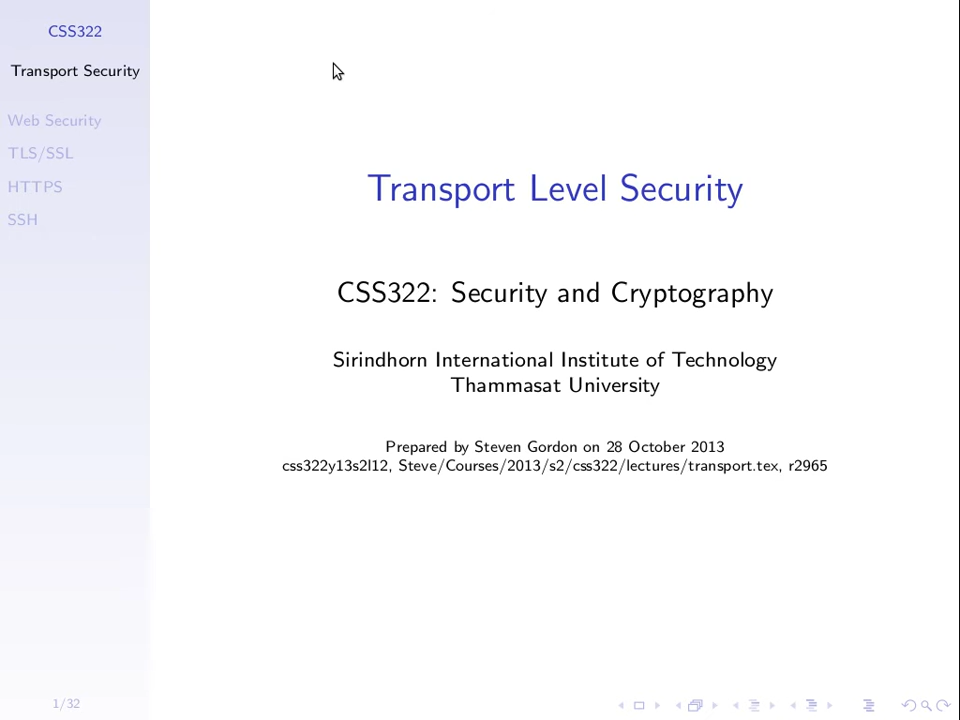 CSS322
Transport Security
Web Security
TLS/SSL
HTTPS
SSH
Transport Level Security
CSS322: Security and Cryptography
Sirindhorn International Institute of Technology
Thammasat University
Prepared by Steven Gordon on 28 October 2013
css322y13s2l12, Steve/Courses/2013/s2/css322/lectures/transport.tex, r2965
1/32